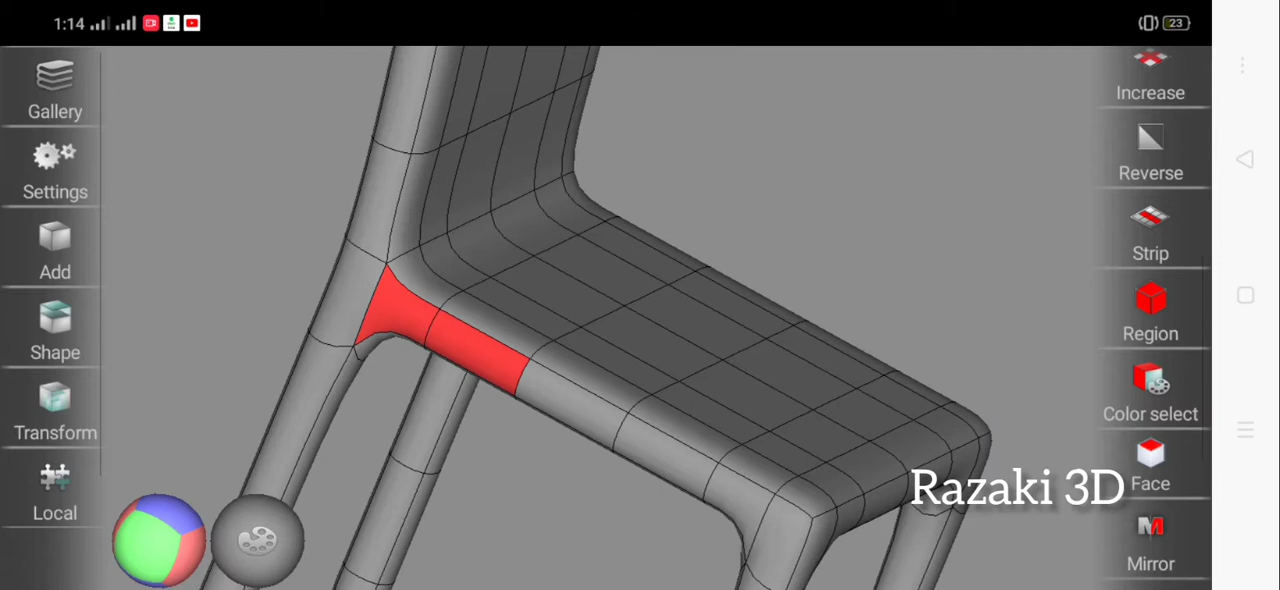 1:14
23
Gallery
Settings
Add
Shape
Transform
Local
Increase
Reverse
Strip
Region
Color select
Face
Mirror
Razaki 3D